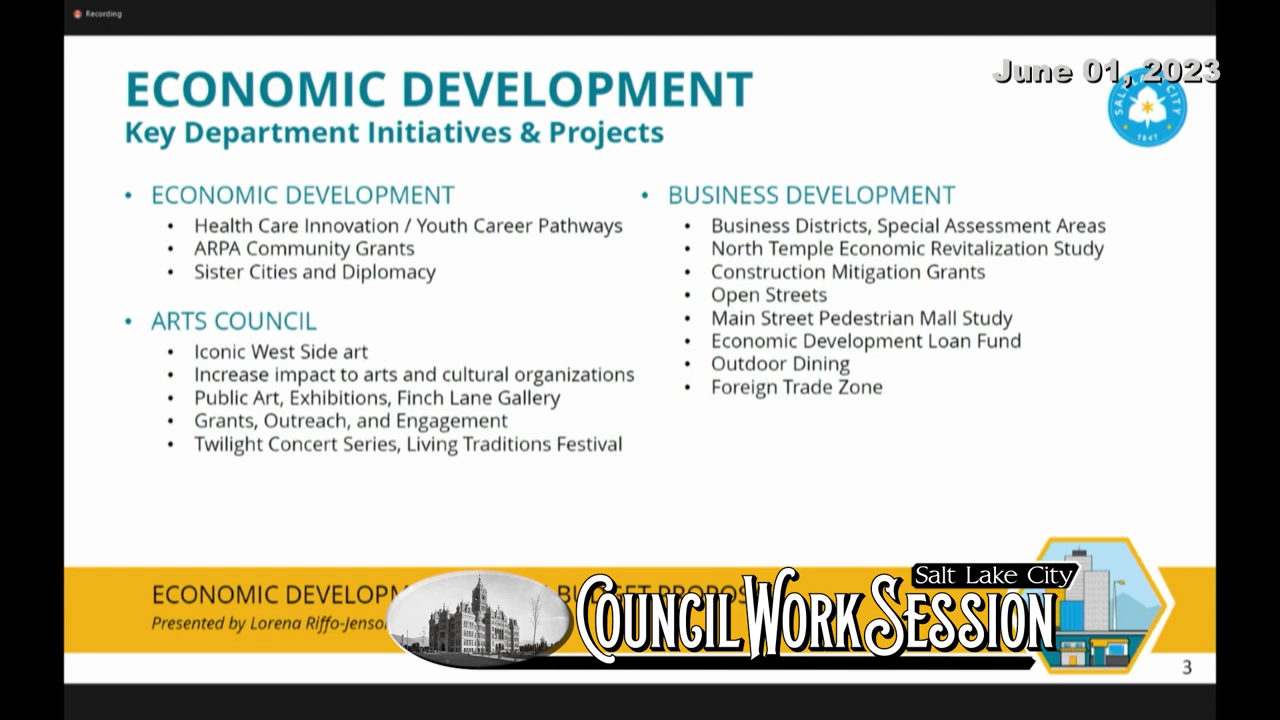 Recording
June 01, 2023
ECONOMIC DEVELOPMENT
Key Department Initiatives & Projects
SALT LAKE CITY
1847
• ECONOMIC DEVELOPMENT
• Health Care Innovation / Youth Career Pathways
• ARPA Community Grants
• Sister Cities and Diplomacy
• ARTS COUNCIL
• Iconic West Side art
• Increase impact to arts and cultural organizations
• Public Art, Exhibitions, Finch Lane Gallery
• Grants, Outreach, and Engagement
• Twilight Concert Series, Living Traditions Festival
• BUSINESS DEVELOPMENT
• Business Districts, Special Assessment Areas
• North Temple Economic Revitalization Study
• Construction Mitigation Grants
• Open Streets
• Main Street Pedestrian Mall Study
• Economic Development Loan Fund
• Outdoor Dining
• Foreign Trade Zone
ECONOMIC
Presented by Lorena
Salt Lake City
COUNCIL WORK SESSION
3